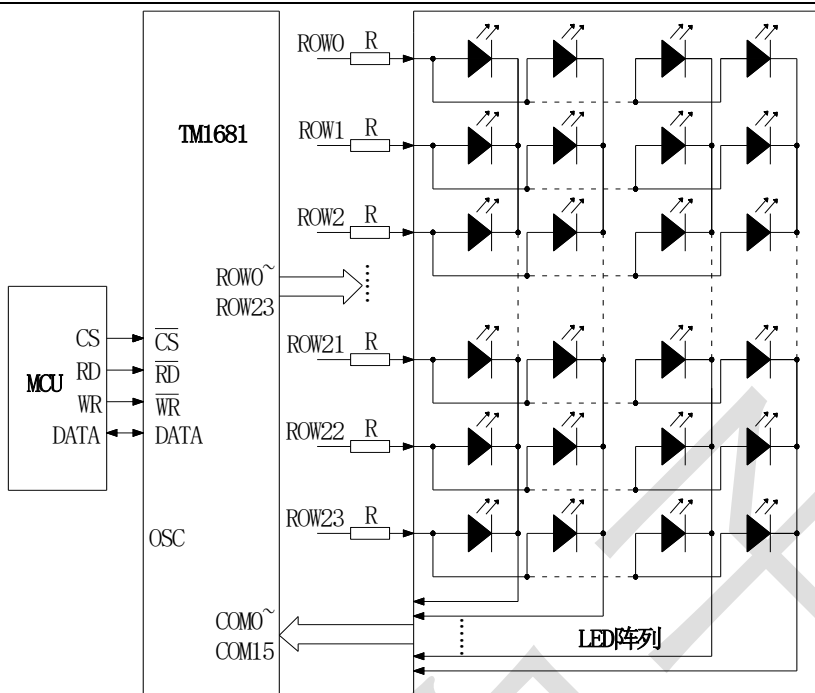 TM1681
ROW0 R
ROW1 R
ROW2 R
ROW0~
ROW23
ROW21 R
ROW22 R
ROW23 R
MCU
CS
RD
WR
DATA
CS
RD
WR
DATA
OSC
COM0~
COM15
LED阵列